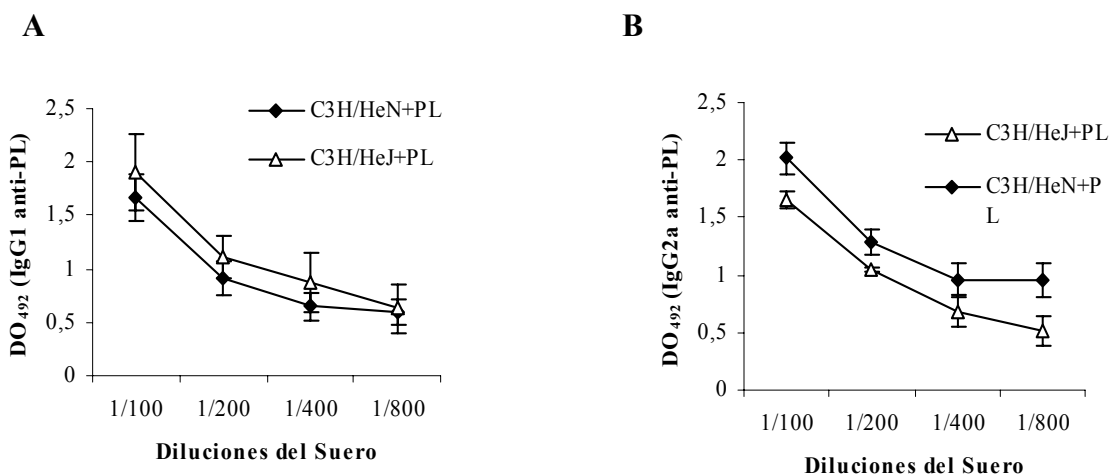 A
DO492 (IgG1 anti-PL)
2,5
2
1,5
1
0,5
0
C3H/HeN+PL
C3H/HeJ+PL
1/100 1/200 1/400 1/800
Diluciones del Suero
B
DO492 (IgG2a anti-PL)
2,5
2
1,5
1
0,5
0
C3H/HeJ+PL
C3H/HeN+P
L
1/100 1/200 1/400 1/800
Diluciones del Suero